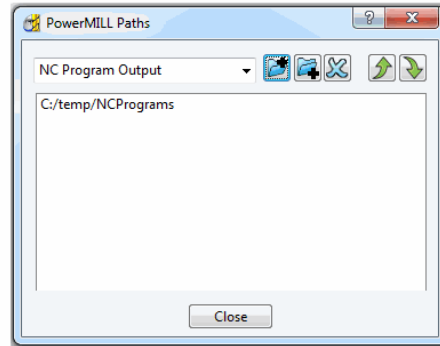 PowerMILL Paths
NC Program Output
C:/temp/NCPrograms
Close